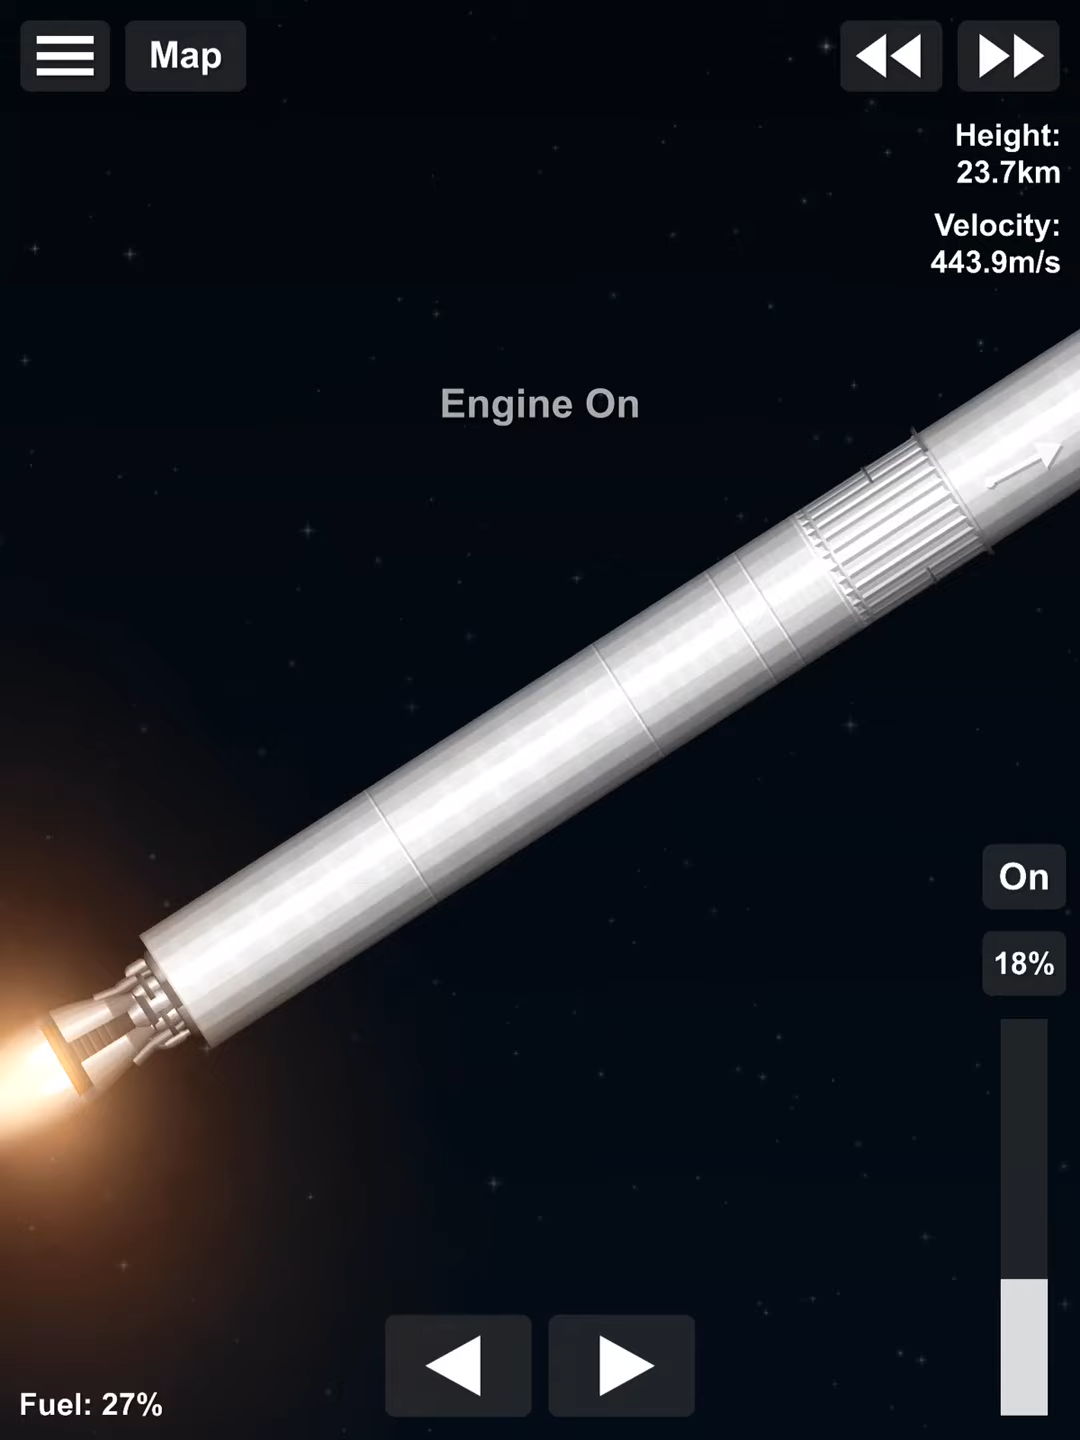 Map
Height:
23.7km
Velocity:
443.9m/s
Engine On
On
18%
Fuel: 27%